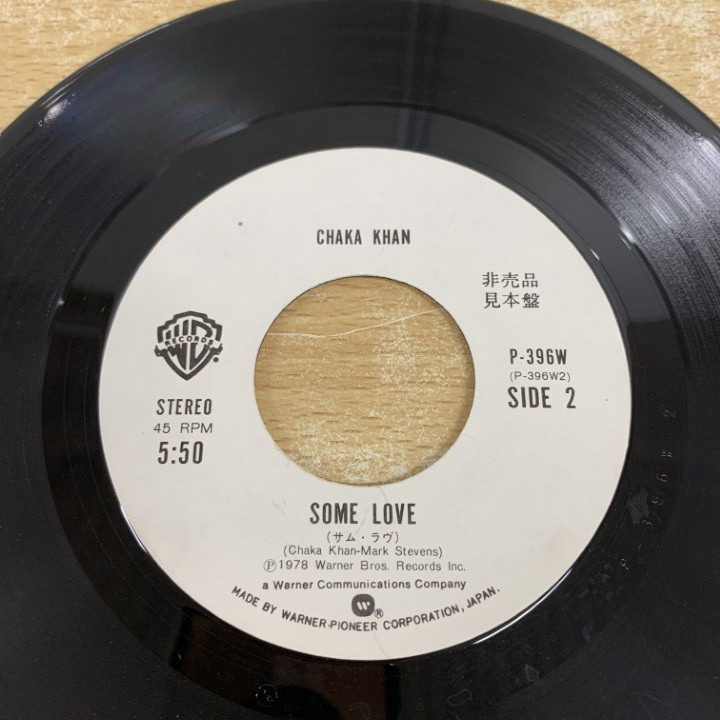 CHAKA KHAN
非売品
見本盤
WB
RECORDS
®
P-396W
(P-396W2)
SIDE 2
STEREO
45 RPM
5:50
SOME LOVE
(サム・ラヴ)
(Chaka Khan-Mark Stevens)
Ⓟ1978 Warner Bros. Records Inc.
a Warner Communications Company
®
MADE BY WARNER-PIONEER CORPORATION, JAPAN.